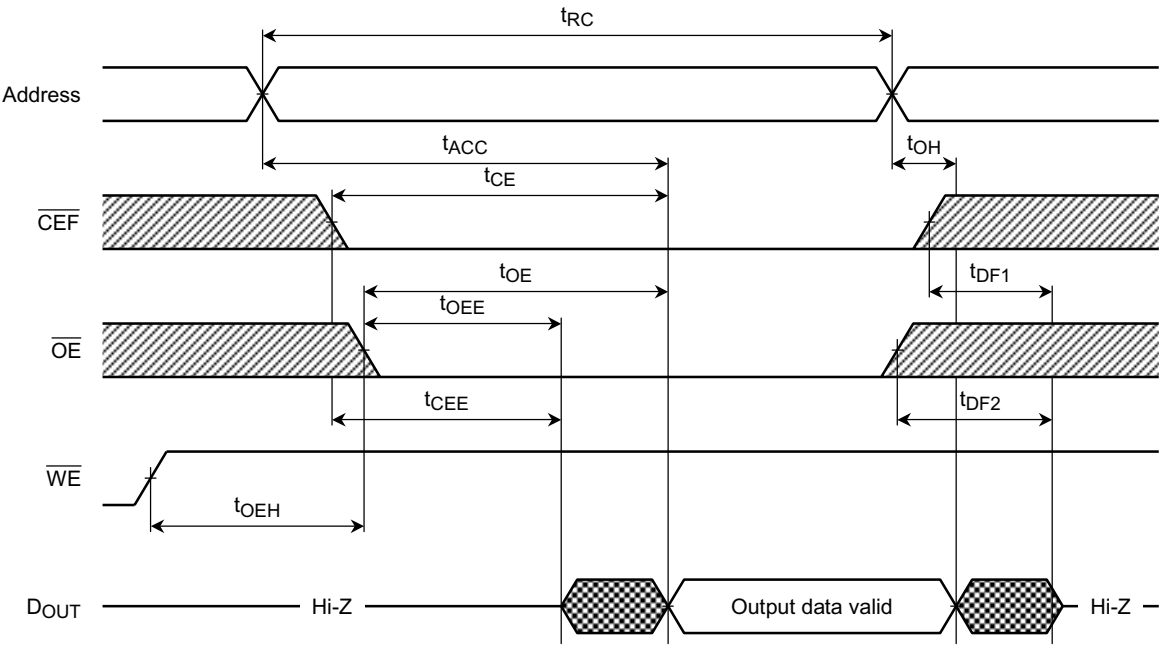 tRC
Address
tACC
tOH
tCE
CEF
tOE
tDF1
tOEE
OE
tCEE
tDF2
WE
tOEH
DOUT
Hi-Z
Output data valid
Hi-Z